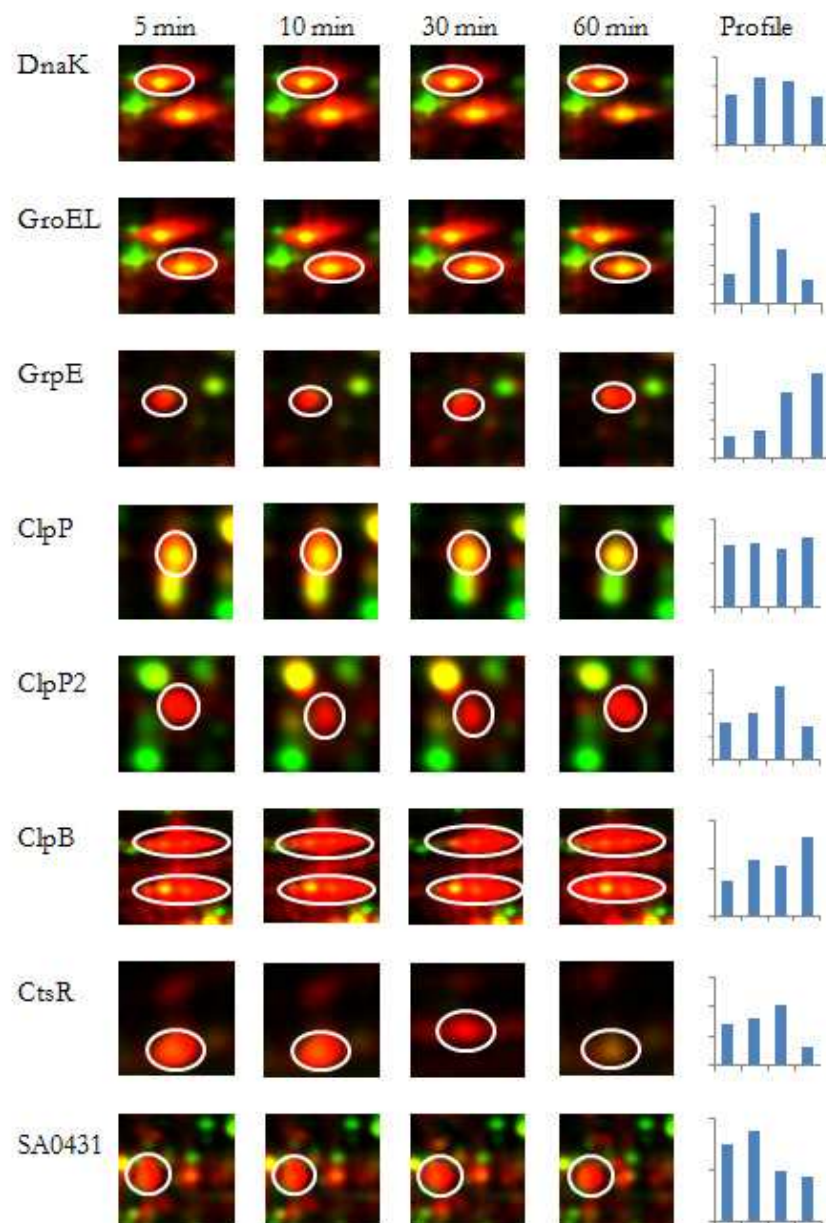 5 min 10 min 30 min 60 min Profile
DnaK
GroEL
GrpE
ClpP
ClpP2
ClpB
CtsR
SA0431